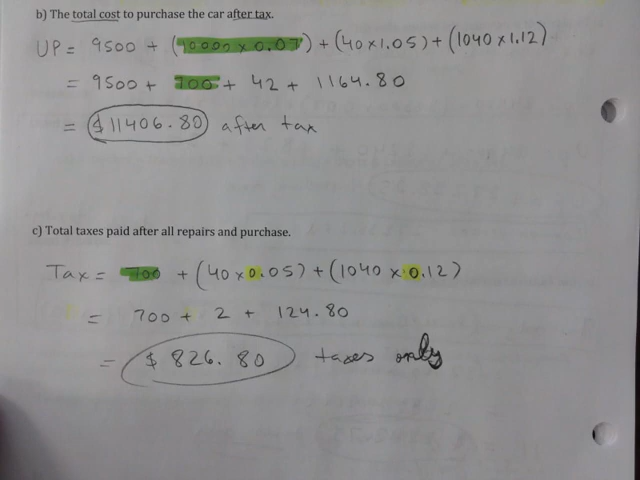 b) The total cost to purchase the car after tax.
UP = 9500 + (10000 x 0.07) + (40 x 1.05) + (1040 x 1.12)
= 9500 + 700 + 42 + 1164.80
= $11406.80 after tax
c) Total taxes paid after all repairs and purchase.
Tax = 700 + (40 x 0.05) + (1040 x 0.12)
= 700 + 2 + 124.80
= $826.80 taxes only